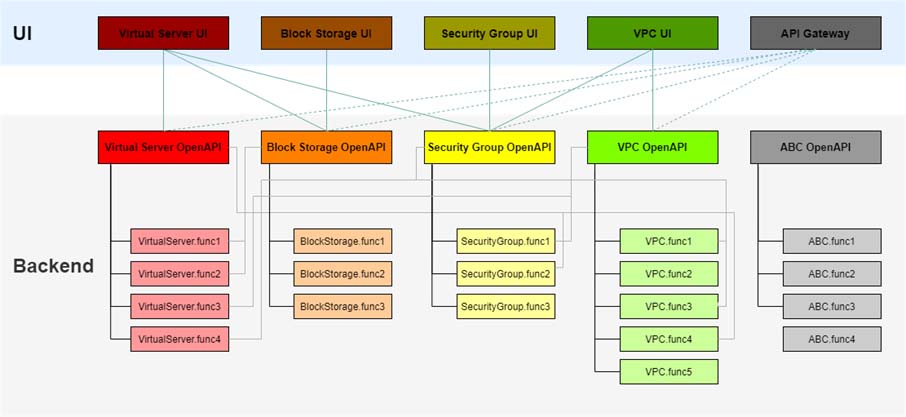 UI
Virtual Server UI
Block Storage UI
Security Group UI
VPC UI
API Gateway
Backend
Virtual Server OpenAPI
Block Storage OpenAPI
Security Group OpenAPI
VPC OpenAPI
ABC OpenAPI
VirtualServer.func1
BlockStorage.func1
SecurityGroup.func1
VPC.func1
ABC.func1
VirtualServer.func2
BlockStorage.func2
SecurityGroup.func2
VPC.func2
ABC.func2
VirtualServer.func3
BlockStorage.func3
SecurityGroup.func3
VPC.func3
ABC.func3
VirtualServer.func4
VPC.func4
ABC.func4
VPC.func5